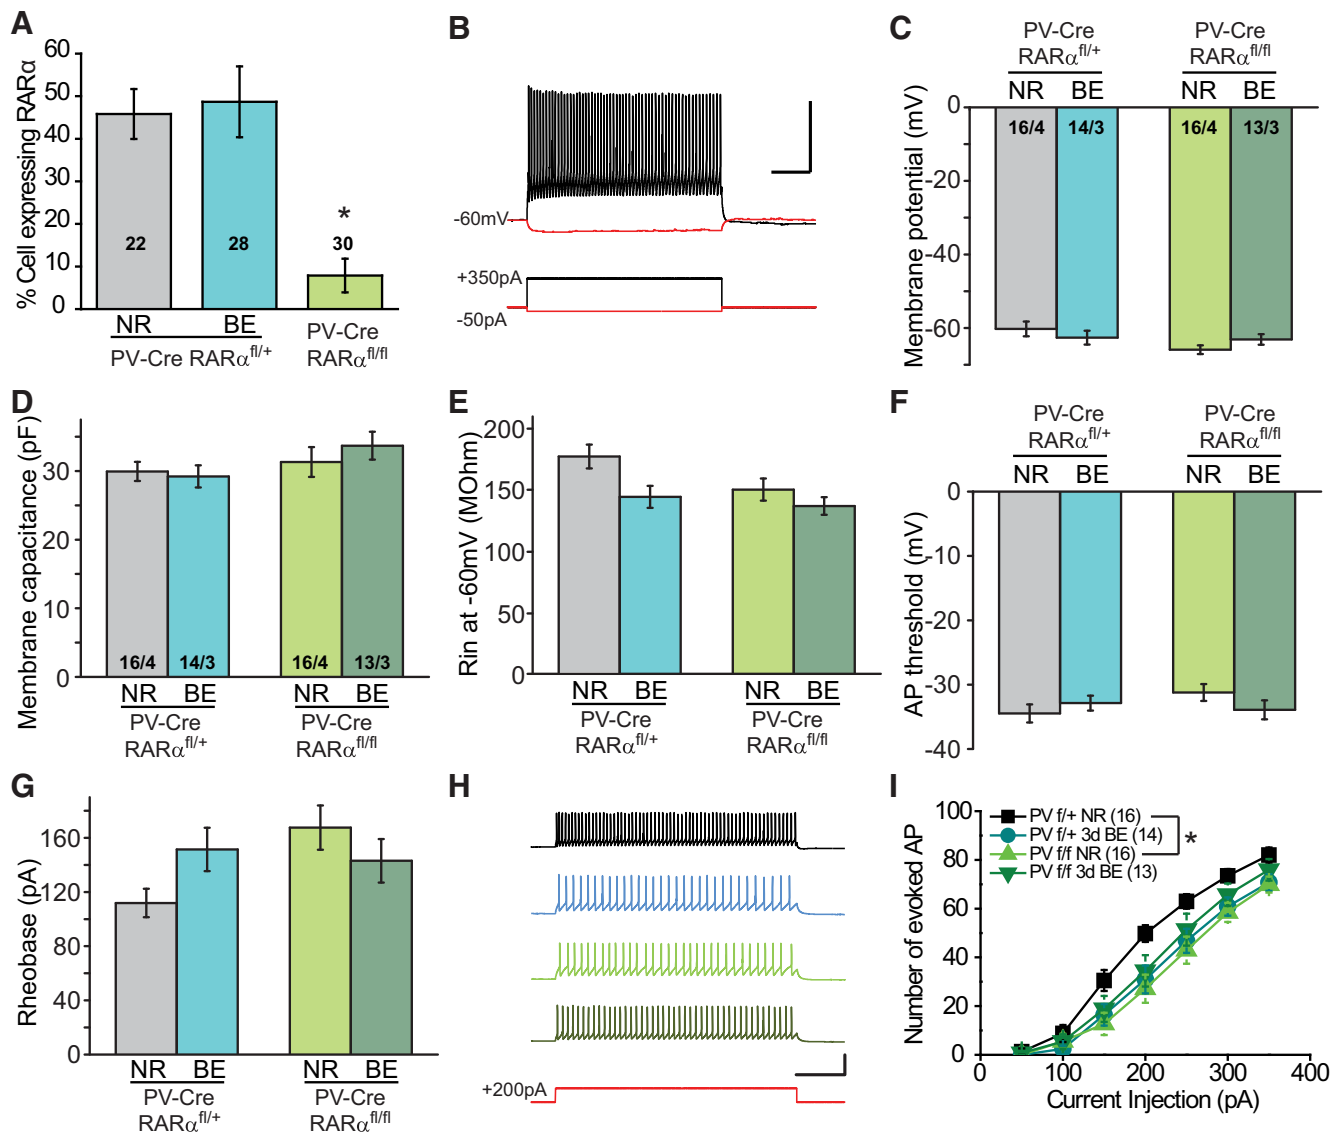 A
% Cell expressing RARα
60
50
40
30
20
10
0
22
28
*
30
NR
BE
PV-Cre RARα^fl/+
PV-Cre
RARα^fl/fl
B
-60mV
+350pA
-50pA
C
PV-Cre
RARα^fl/+
PV-Cre
RARα^fl/fl
NR
BE
NR
BE
Membrane potential (mV)
0
-20
-40
-60
16/4
14/3
16/4
13/3
D
Membrane capacitance (pF)
30
20
10
0
16/4
14/3
16/4
13/3
NR
BE
NR
BE
PV-Cre
RARα^fl/+
PV-Cre
RARα^fl/fl
E
Rin at -60mV (MOhm)
200
150
100
50
0
NR
BE
NR
BE
PV-Cre
RARα^fl/+
PV-Cre
RARα^fl/fl
F
PV-Cre
RARα^fl/+
PV-Cre
RARα^fl/fl
NR
BE
NR
BE
AP threshold (mV)
-0
-10
-20
-30
-40
G
Rheobase (pA)
160
120
80
40
0
NR
BE
NR
BE
PV-Cre
RARα^fl/+
PV-Cre
RARα^fl/fl
H
+200pA
I
Number of evoked AP
100
80
60
40
20
0
PV f/+ NR (16)
PV f/+ 3d BE (14)
PV f/f NR (16)
PV f/f 3d BE (13)
*
0
100
200
300
400
Current Injection (pA)